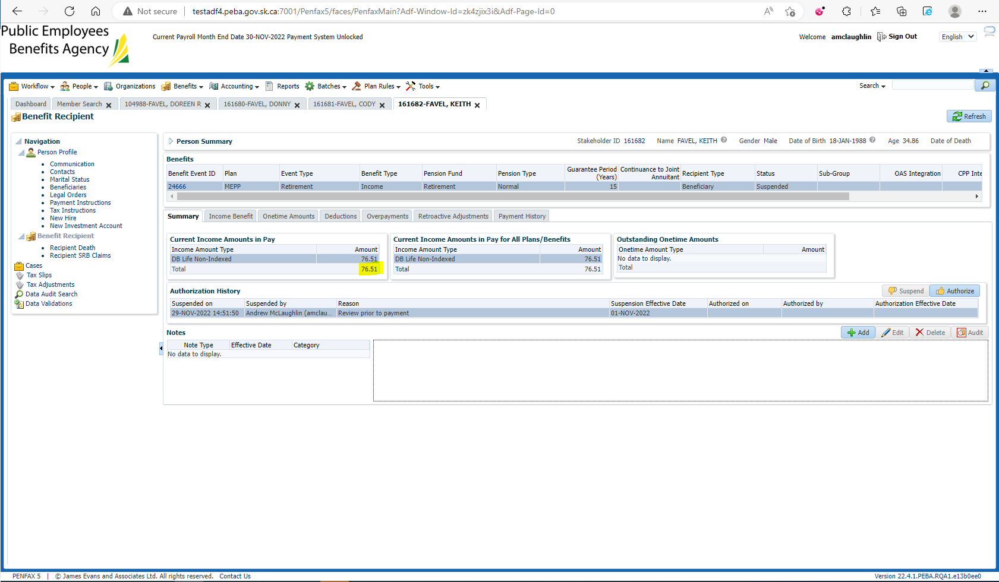 Not secure | testadf4.peba.gov.sk.ca:7001/Penfax5/faces/PenfaxMain?Adf-Window-Id=zk4zjix3i&Adf-Page-Id=0
Public Employees
Benefits Agency
Current Payroll Month End Date 30-NOV-2022 Payment System Unlocked
Welcome amclaughlin Sign Out English
Workflow People Organizations Benefits Accounting Reports Batches Plan Rules Tools Search
Dashboard Member Search 104988-FAVEL, DOREEN R 161680-FAVEL, DONNY 161681-FAVEL, CODY 161682-FAVEL, KEITH
Benefit Recipient
Refresh
Navigation
Person Profile
Communication
Contacts
Marital Status
Beneficiaries
Legal Orders
Payment Instructions
Tax Instructions
New Hire
New Investment Account
Benefit Recipient
Recipient Death
Recipient SRB Claims
Cases
Tax Slips
Tax Adjustments
Data Audit Search
Data Validations
Person Summary
Stakeholder ID 161682 Name FAVEL, KEITH Gender Male Date of Birth 18-JAN-1988 Age 34.86 Date of Death
Benefits
Benefit Event ID Plan Event Type Benefit Type Pension Fund Pension Type Guarantee Period (Years) Continuance to Joint Annuitant Recipient Type Status Sub-Group OAS Integration CPP Inte
24666 MEPP Retirement Income Retirement Normal 15 Beneficiary Suspended
Summary Income Benefit Onetime Amounts Deductions Overpayments Retroactive Adjustments Payment History
Current Income Amounts in Pay
Income Amount Type Amount
DB Life Non-Indexed 76.51
Total 76.51
Current Income Amounts in Pay for All Plans/Benefits
Income Amount Type Amount
DB Life Non-Indexed 76.51
Total 76.51
Outstanding Onetime Amounts
Onetime Amount Type Amount
No data to display.
Total
Authorization History
Suspend Authorize
Suspended on Suspended by Reason Suspension Effective Date Authorized on Authorized by Authorization Effective Date
29-NOV-2022 14:51:50 Andrew McLaughlin (amclau... Review prior to payment 01-NOV-2022
Notes
Add Edit Delete Audit
Note Type Effective Date Category
No data to display.
PENFAX 5 | © James Evans and Associates Ltd. All rights reserved. Contact Us
Version 22.4.1.PEBA.RQA1.e13b0ee0